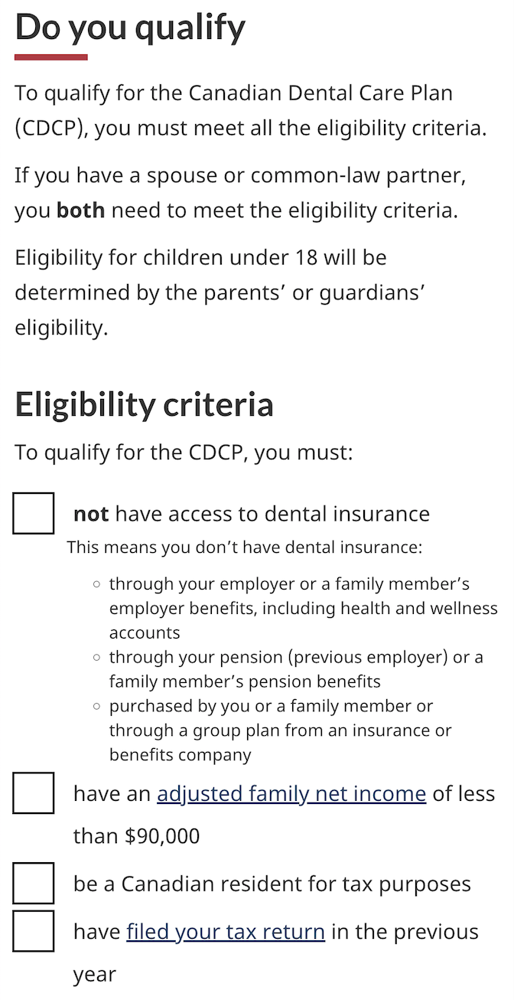 Do you qualify
To qualify for the Canadian Dental Care Plan
(CDCP), you must meet all the eligibility criteria.
If you have a spouse or common-law partner,
you both need to meet the eligibility criteria.
Eligibility for children under 18 will be
determined by the parents’ or guardians’
eligibility.
Eligibility criteria
To qualify for the CDCP, you must:
not have access to dental insurance
This means you don’t have dental insurance:
through your employer or a family member’s
employer benefits, including health and wellness
accounts
through your pension (previous employer) or a
family member’s pension benefits
purchased by you or a family member or
through a group plan from an insurance or
benefits company
have an adjusted family net income of less
than $90,000
be a Canadian resident for tax purposes
have filed your tax return in the previous
year